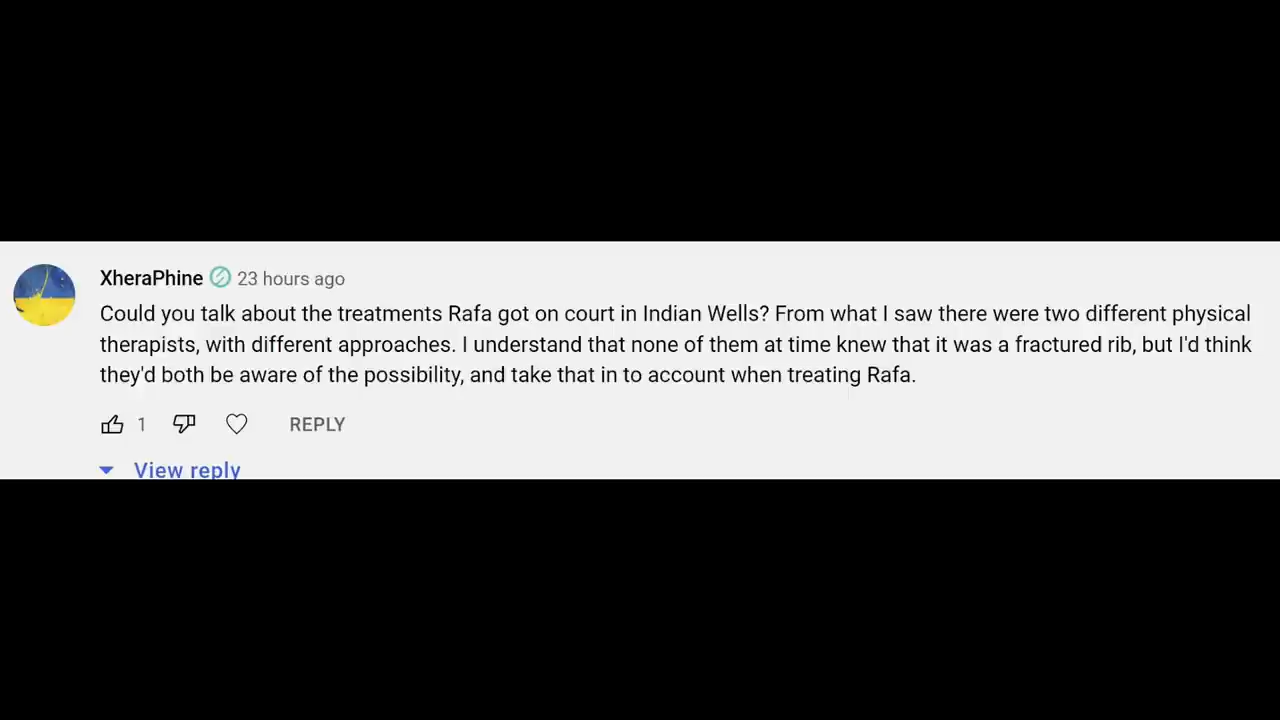 XheraPhine 23 hours ago
Could you talk about the treatments Rafa got on court in Indian Wells? From what I saw there were two different physical
therapists, with different approaches. I understand that none of them at time knew that it was a fractured rib, but I'd think
they'd both be aware of the possibility, and take that in to account when treating Rafa.
1 REPLY
View reply